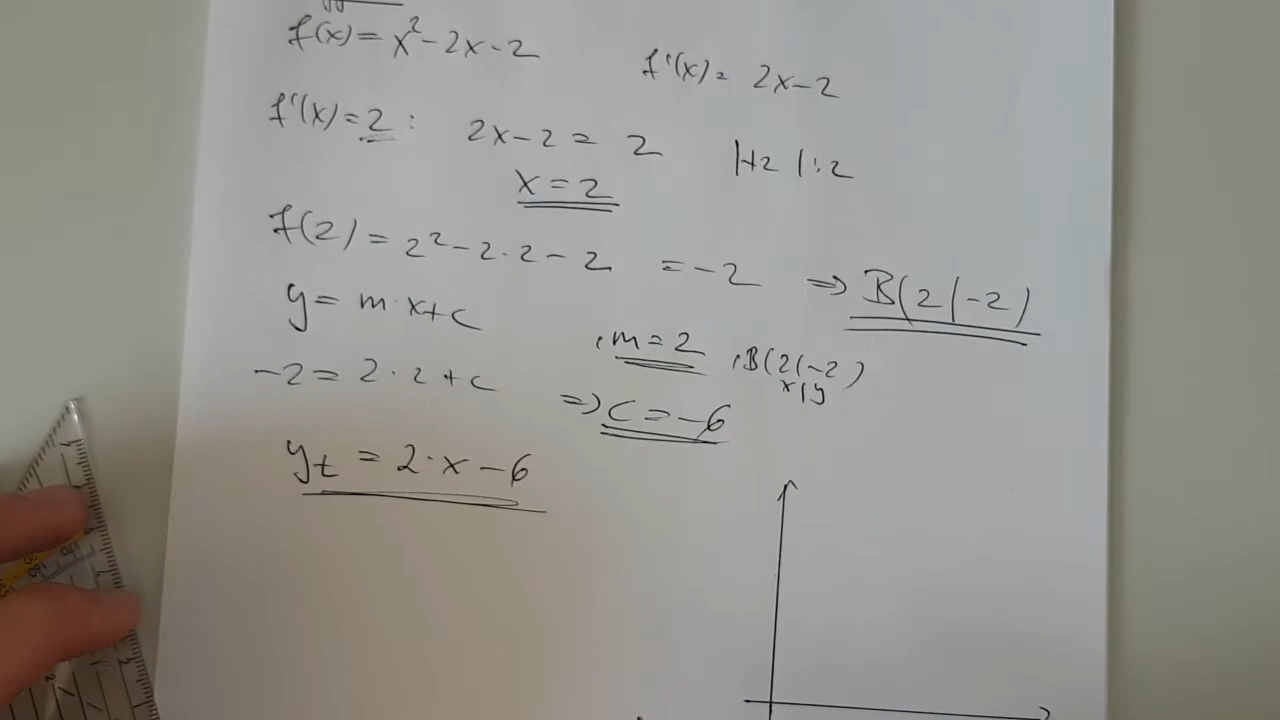 f(x) = x² - 2x - 2 f'(x) = 2x - 2
f'(x) = 2 : 2x - 2 = 2 |+2 |:2
x = 2
f(2) = 2² - 2 · 2 - 2 = -2 ⇒ B(2|-2)
y = m · x + c , m = 2 , B(2|-2)
x|y
-2 = 2 · 2 + c ⇒ c = -6
yt = 2 · x - 6